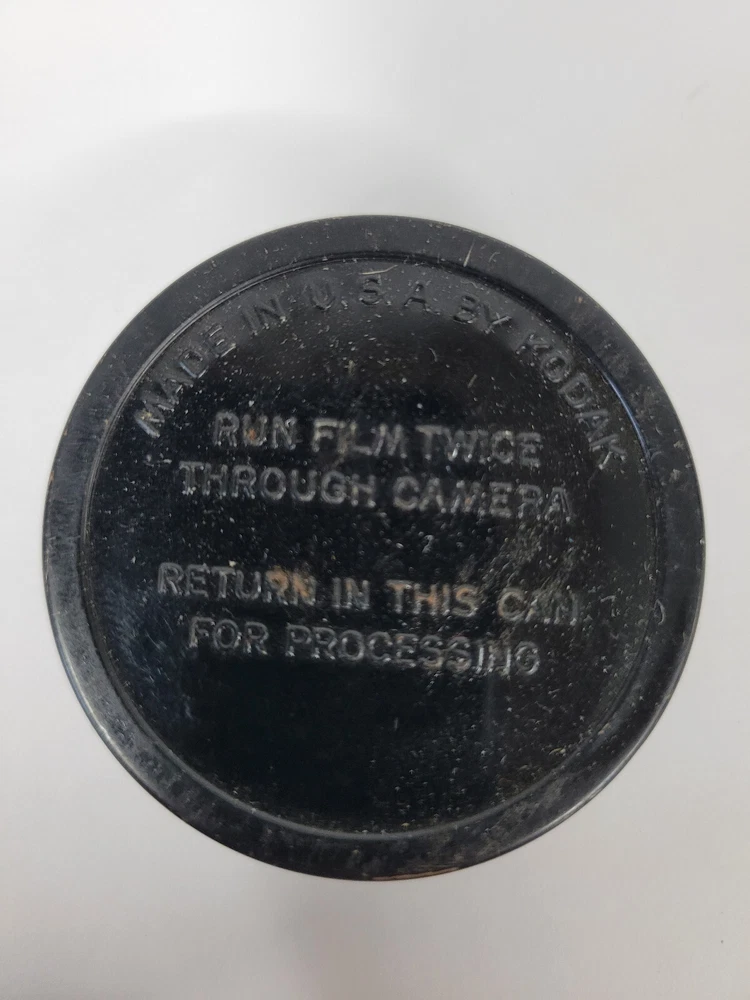 MADE IN U.S.A. BY KODAK
RUN FILM TWICE
THROUGH CAMERA
RETURN IN THIS CAN
FOR PROCESSING